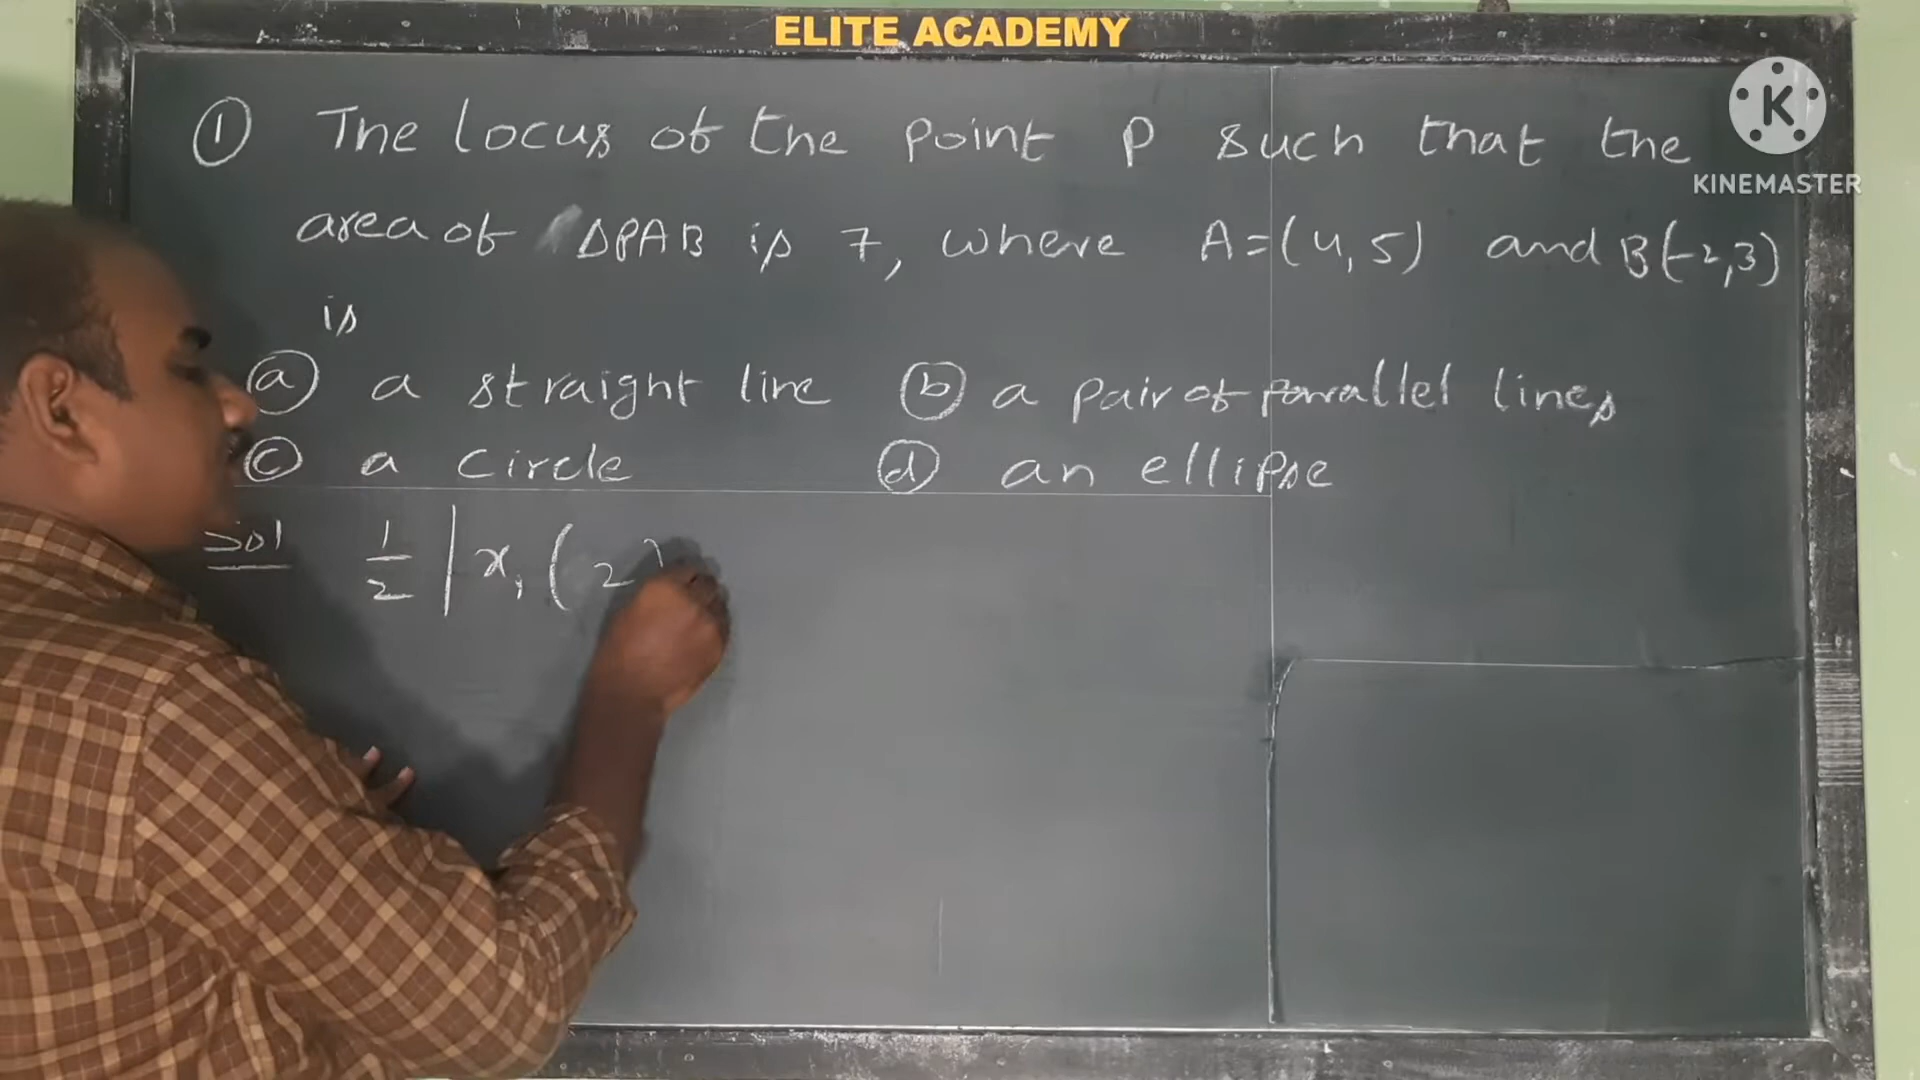 ELITE ACADEMY
K
KINEMASTER
① The locus of the point P such that the
area of ΔPAB is 7, where A=(4,5) and B(-2,3)
is
ⓐ a straight line ⓑ a pair of parrallel lines
ⓒ a circle ⓓ an ellipse
Sol 1/2 | x₁ ( 2